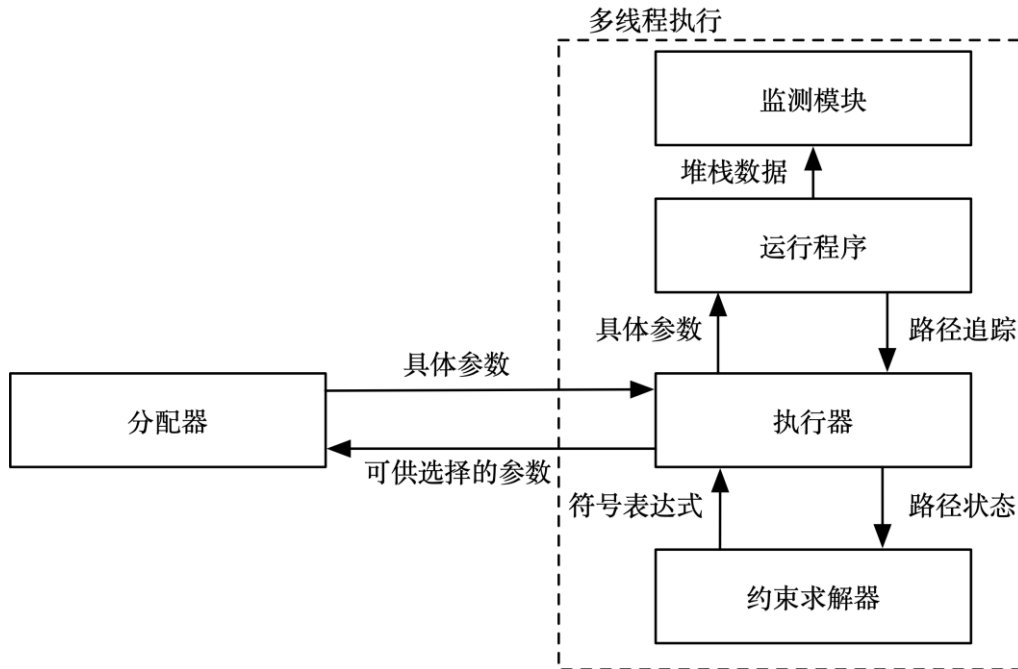 多线程执行
监测模块
堆栈数据
运行程序
具体参数
路径追踪
具体参数
分配器
执行器
可供选择的参数
符号表达式
路径状态
约束求解器